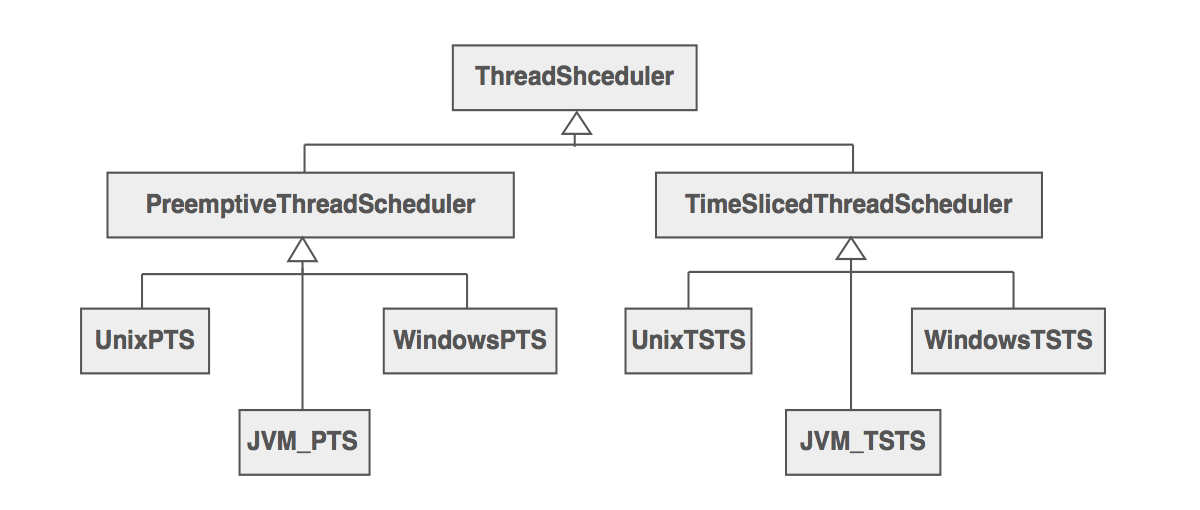 ThreadShceduler
PreemptiveThreadScheduler
TimeSlicedThreadScheduler
UnixPTS
WindowsPTS
UnixTSTS
WindowsTSTS
JVM_PTS
JVM_TSTS